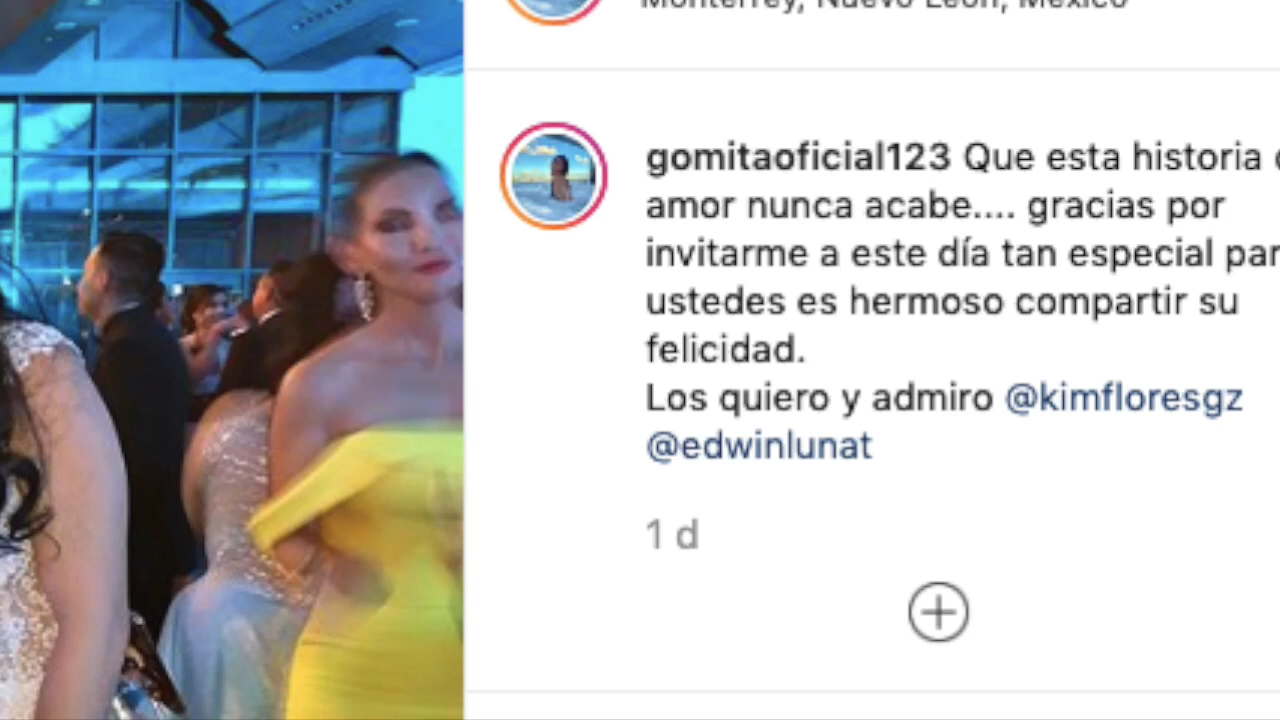 Monterrey, Nuevo León, México
gomitaoficial123 Que esta historia
amor nunca acabe.... gracias por
invitarme a este día tan especial par
ustedes es hermoso compartir su
felicidad.
Los quiero y admiro @kimfloresgz
@edwinlunat
1 d